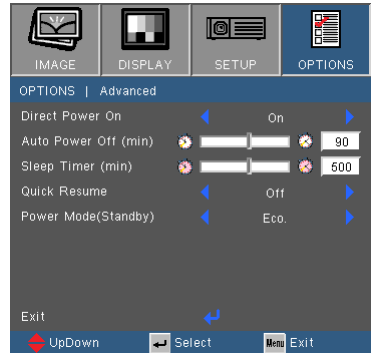 IMAGE DISPLAY SETUP OPTIONS
OPTIONS | Advanced
Direct Power On On
Auto Power Off (min) 90
Sleep Timer (min) 500
Quick Resume Off
Power Mode(Standby) Eco.
Exit
UpDown Select Menu Exit